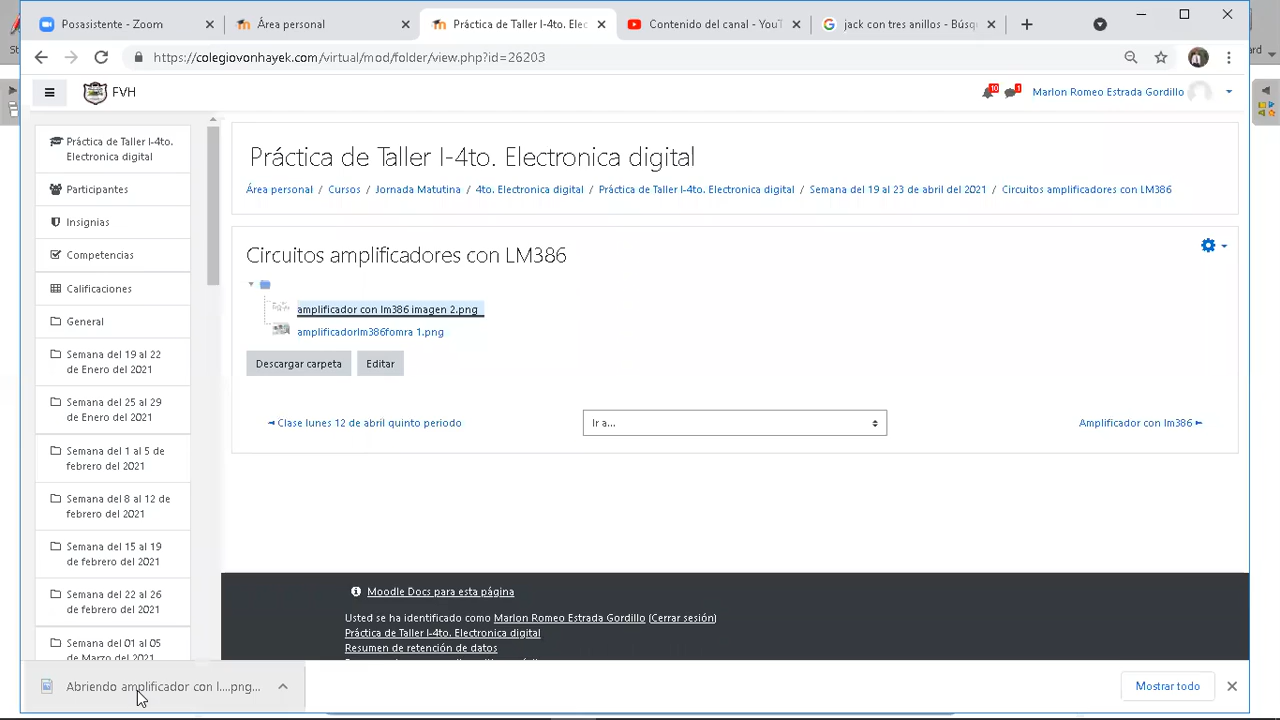 Posasistente - Zoom
Área personal
Práctica de Taller I-4to. Elec
Contenido del canal - YouT
jack con tres anillos - Búsq
https://colegiovonhayek.com/virtual/mod/folder/view.php?id=26203
FVH
10
1
Marlon Romeo Estrada Gordillo
Práctica de Taller I-4to.
Electronica digital
Participantes
Insignias
Competencias
Calificaciones
General
Semana del 19 al 22
de Enero del 2021
Semana del 25 al 29
de Enero del 2021
Semana del 1 al 5 de
febrero del 2021
Semana del 8 al 12 de
febrero del 2021
Semana del 15 al 19
de febrero del 2021
Semana del 22 al 26
de febrero del 2021
Semana del 01 al 05
de Marzo del 2021
Práctica de Taller I-4to. Electronica digital
Área personal / Cursos / Jornada Matutina / 4to. Electronica digital / Práctica de Taller I-4to. Electronica digital / Semana del 19 al 23 de abril del 2021 / Circuitos amplificadores con LM386
Circuitos amplificadores con LM386
amplificador con lm386 imagen 2.png
amplificadorlm386fomra 1.png
Descargar carpeta
Editar
◄ Clase lunes 12 de abril quinto periodo
Ir a...
Amplificador con lm386 ►
Moodle Docs para esta página
Usted se ha identificado como Marlon Romeo Estrada Gordillo (Cerrar sesión)
Práctica de Taller I-4to. Electronica digital
Resumen de retención de datos
Abriendo amplificador con l....png...
Mostrar todo